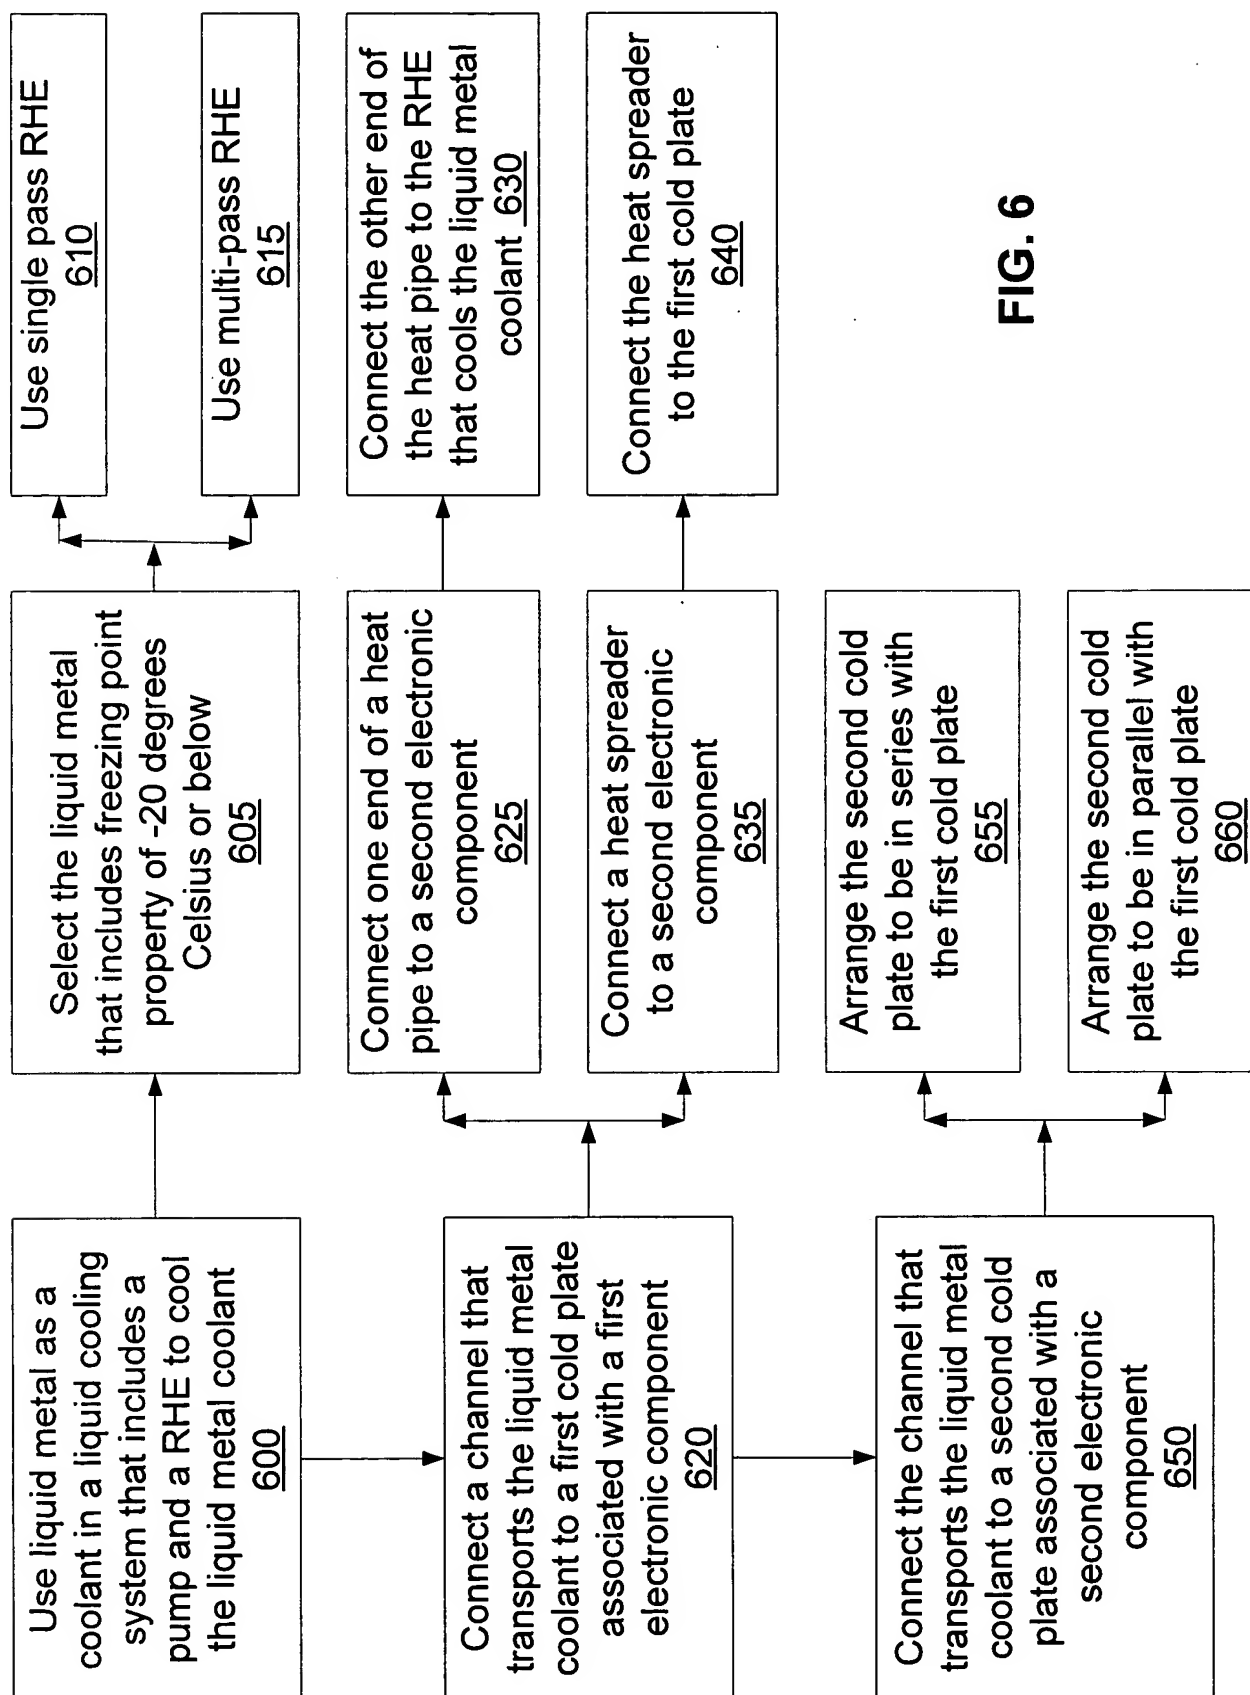 Use liquid metal as a
coolant in a liquid cooling
system that includes a
pump and a RHE to cool
the liquid metal coolant
600
Select the liquid metal
that includes freezing point
property of -20 degrees
Celsius or below
605
Use single pass RHE
610
Use multi-pass RHE
615
Connect a channel that
transports the liquid metal
coolant to a first cold plate
associated with a first
electronic component
620
Connect one end of a heat
pipe to a second electronic
component
625
Connect the other end of
the heat pipe to the RHE
that cools the liquid metal
coolant 630
Connect a heat spreader
to a second electronic
component
635
Connect the heat spreader
to the first cold plate
640
Connect the channel that
transports the liquid metal
coolant to a second cold
plate associated with a
second electronic
component
650
Arrange the second cold
plate to be in series with
the first cold plate
655
Arrange the second cold
plate to be in parallel with
the first cold plate
660
FIG. 6